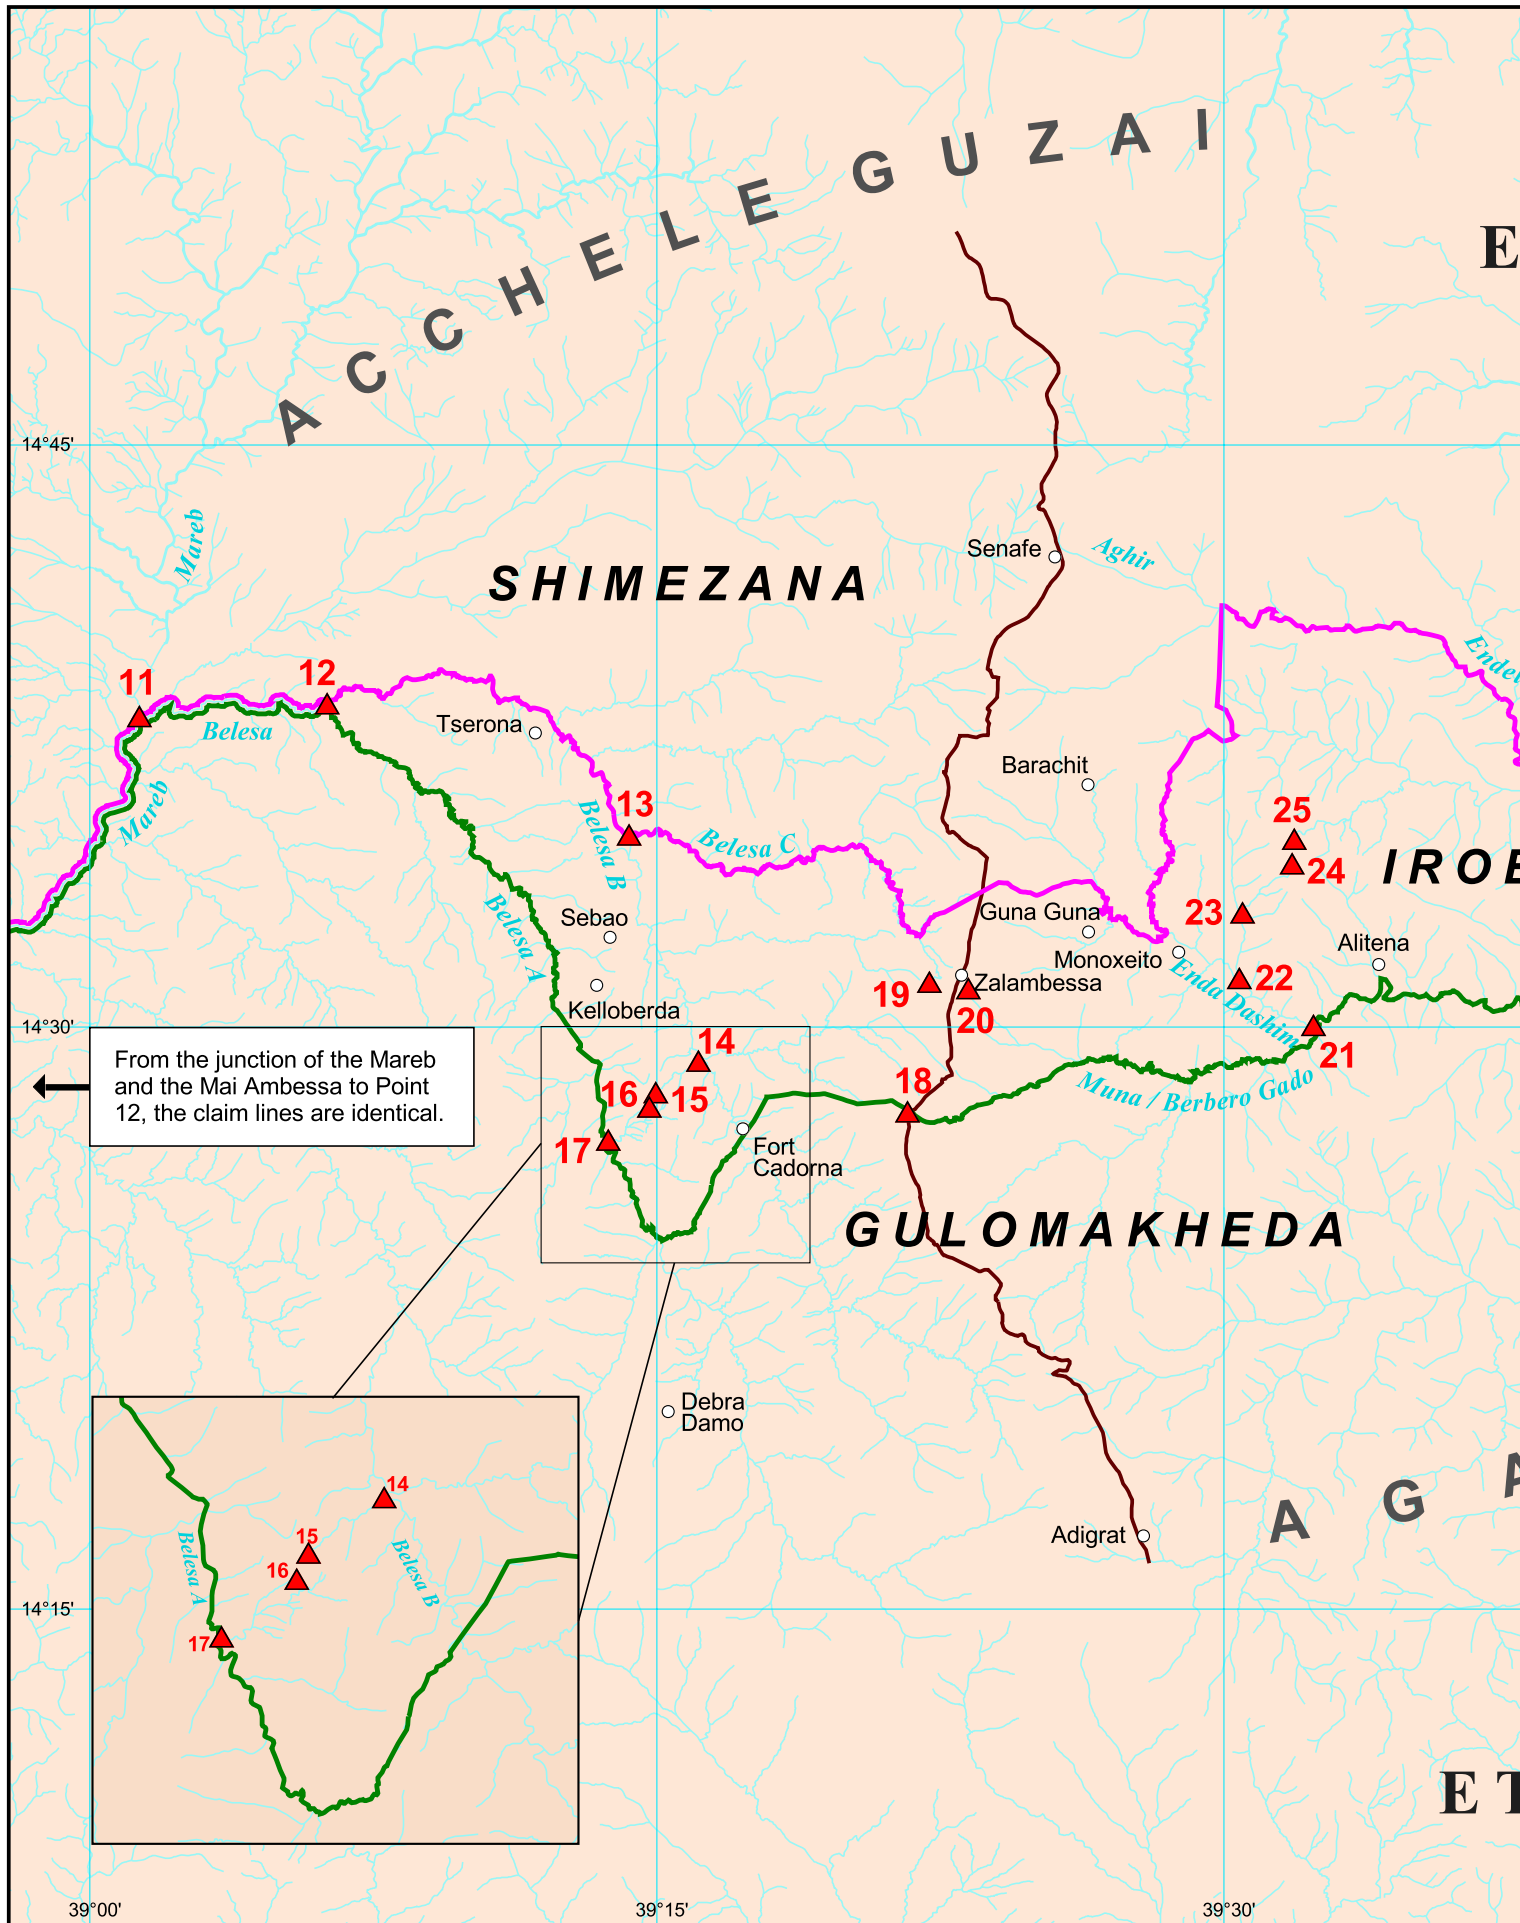 ACCHELE GUZAI
E
14°45'
Mareb
Senafe
Aghir
SHIMEZANA
11
12
Belesa
Tserona
Endel
Mareb
Barachit
13
Belesa B
Belesa C
25
24
IROB
23
Guna Guna
Sebao
Belesa A
Alitena
Monoxeito
Enda Dashim
22
19
Zalambessa
20
Kelloberda
14°30'
21
14
From the junction of the Mareb
and the Mai Ambessa to Point
12, the claim lines are identical.
16
15
18
Muna / Berbero Gado
17
Fort
Cadorna
GULOMAKHEDA
Debra
Damo
14
AGA
15
16
Belesa A
Belesa B
Adigrat
14°15'
17
ET
39°00'
39°15'
39°30'